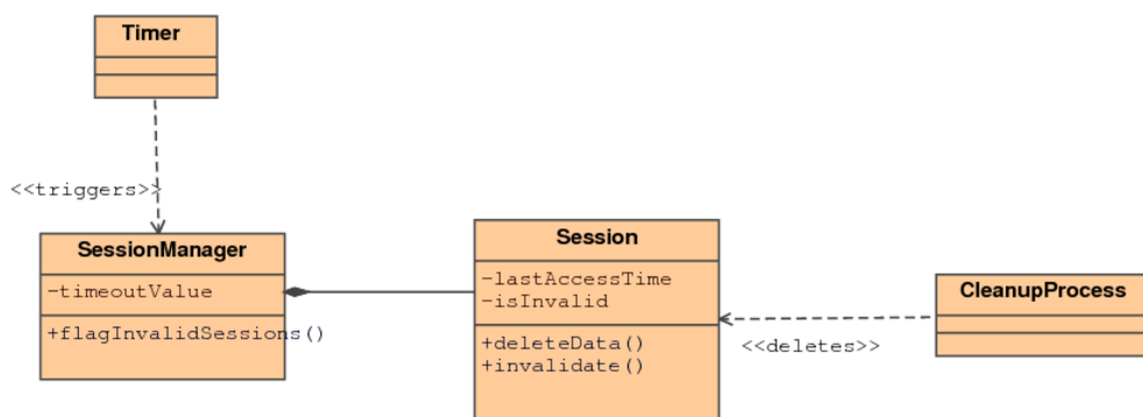 Timer
<<triggers>>
SessionManager
-timeoutValue
+flagInvalidSessions()
Session
-lastAccessTime
-isInvalid
+deleteData()
+invalidate()
CleanupProcess
<<deletes>>